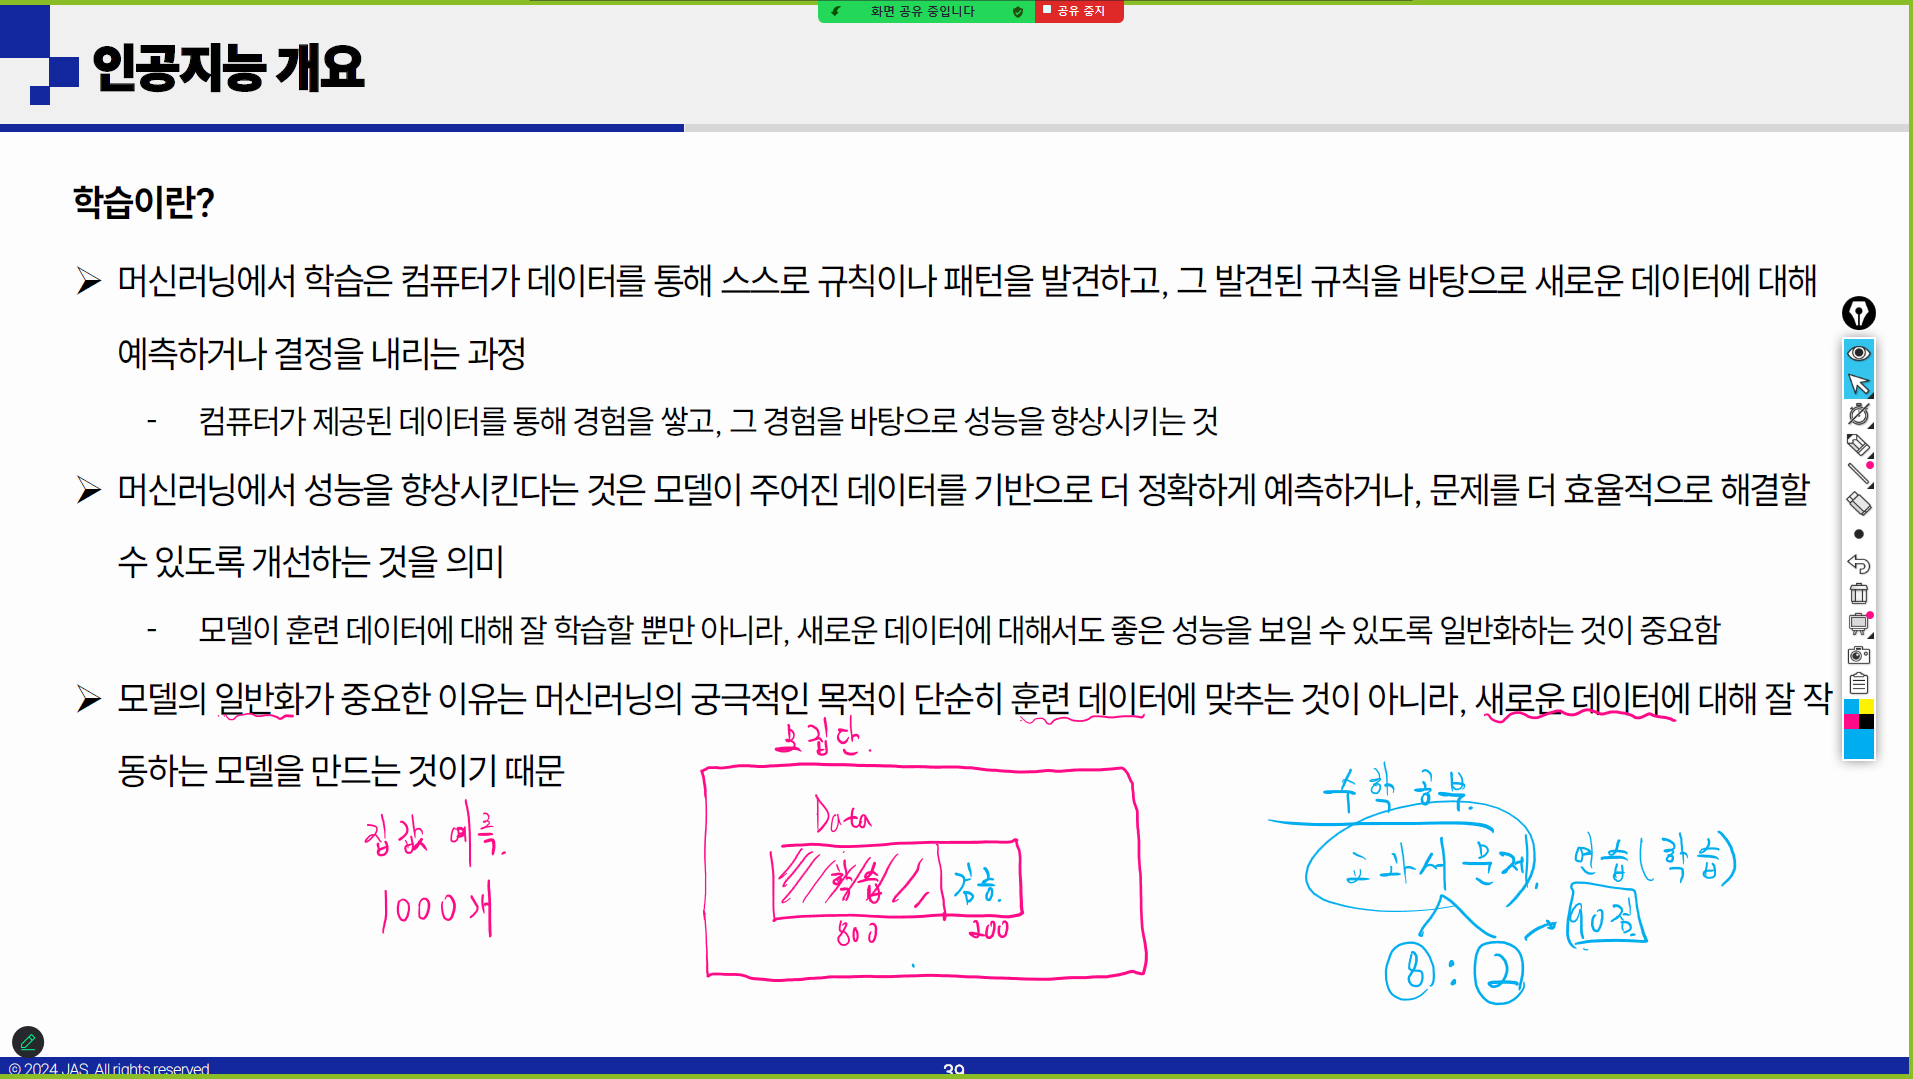 화면 공유 중입니다
공유 중지
인공지능 개요
학습이란?
머신러닝에서 학습은 컴퓨터가 데이터를 통해 스스로 규칙이나 패턴을 발견하고, 그 발견된 규칙을 바탕으로 새로운 데이터에 대해
예측하거나 결정을 내리는 과정
- 컴퓨터가 제공된 데이터를 통해 경험을 쌓고, 그 경험을 바탕으로 성능을 향상시키는 것
머신러닝에서 성능을 향상시킨다는 것은 모델이 주어진 데이터를 기반으로 더 정확하게 예측하거나, 문제를 더 효율적으로 해결할
수 있도록 개선하는 것을 의미
- 모델이 훈련 데이터에 대해 잘 학습할 뿐만 아니라, 새로운 데이터에 대해서도 좋은 성능을 보일 수 있도록 일반화하는 것이 중요함
모델의 일반화가 중요한 이유는 머신러닝의 궁극적인 목적이 단순히 훈련 데이터에 맞추는 것이 아니라, 새로운 데이터에 대해 잘 작
동하는 모델을 만드는 것이기 때문
집값 예측.
1000개
모집단.
Data
학습
검증.
800
200
수학 공부.
교과서 문제.
연습(학습)
90점.
8 : 2
© 2024 JAS. All rights reserved
39